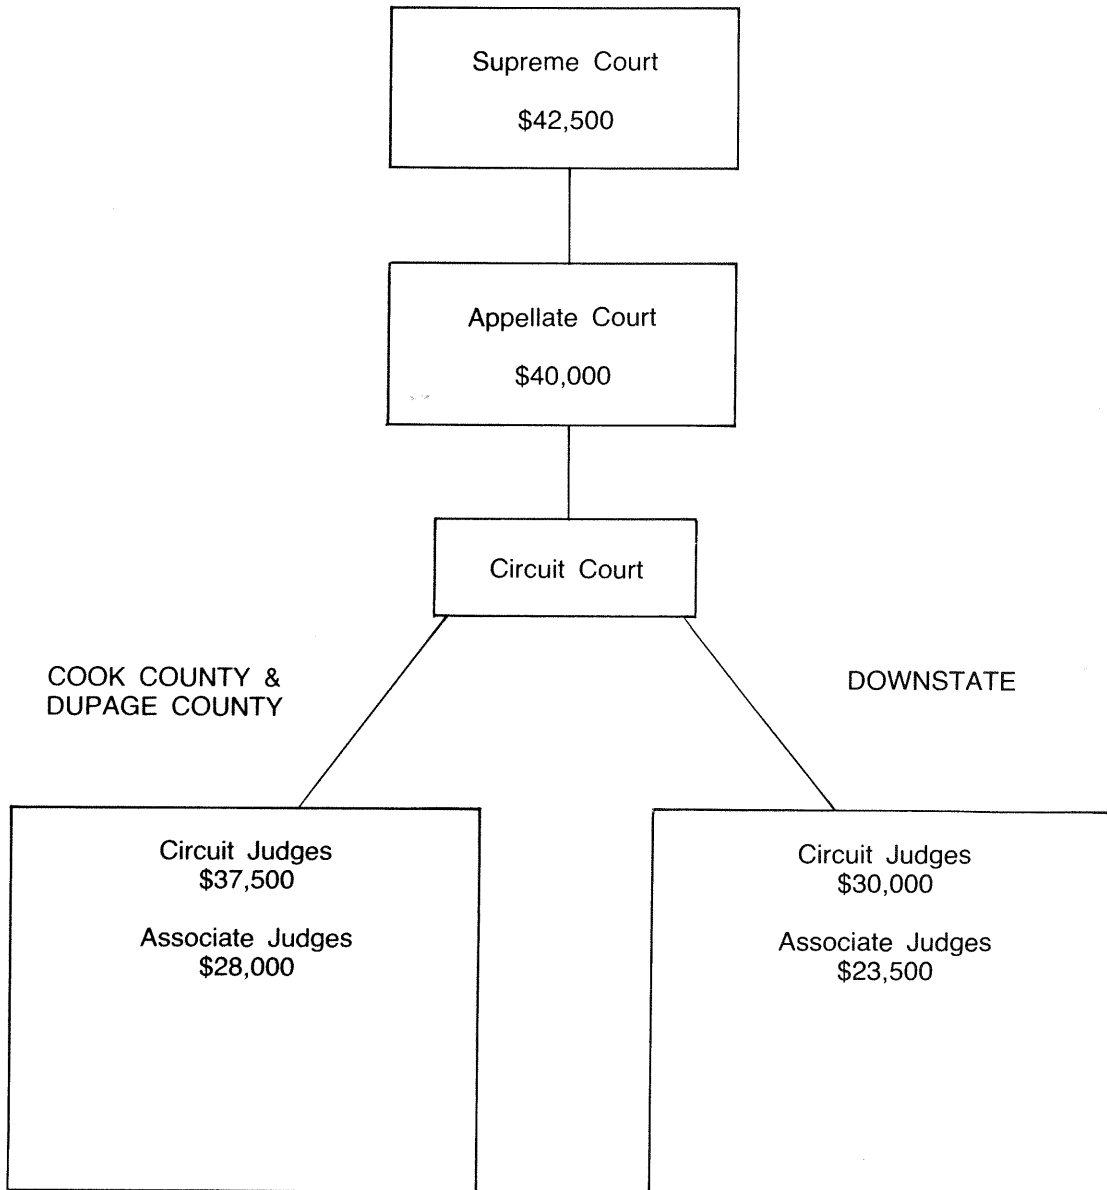 Supreme Court
$42,500
Appellate Court
$40,000
Circuit Court
COOK COUNTY &
DUPAGE COUNTY
DOWNSTATE
Circuit Judges
$37,500
Associate Judges
$28,000
Circuit Judges
$30,000
Associate Judges
$23,500